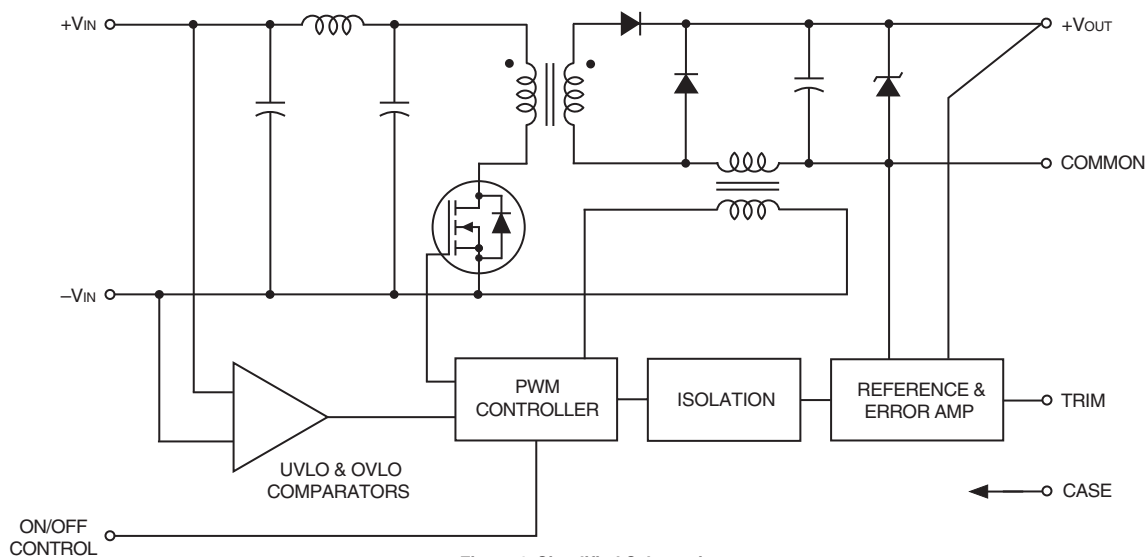 +VIN
+VOUT
COMMON
–VIN
PWM
CONTROLLER
ISOLATION
REFERENCE &
ERROR AMP
TRIM
UVLO & OVLO
COMPARATORS
CASE
ON/OFF
CONTROL